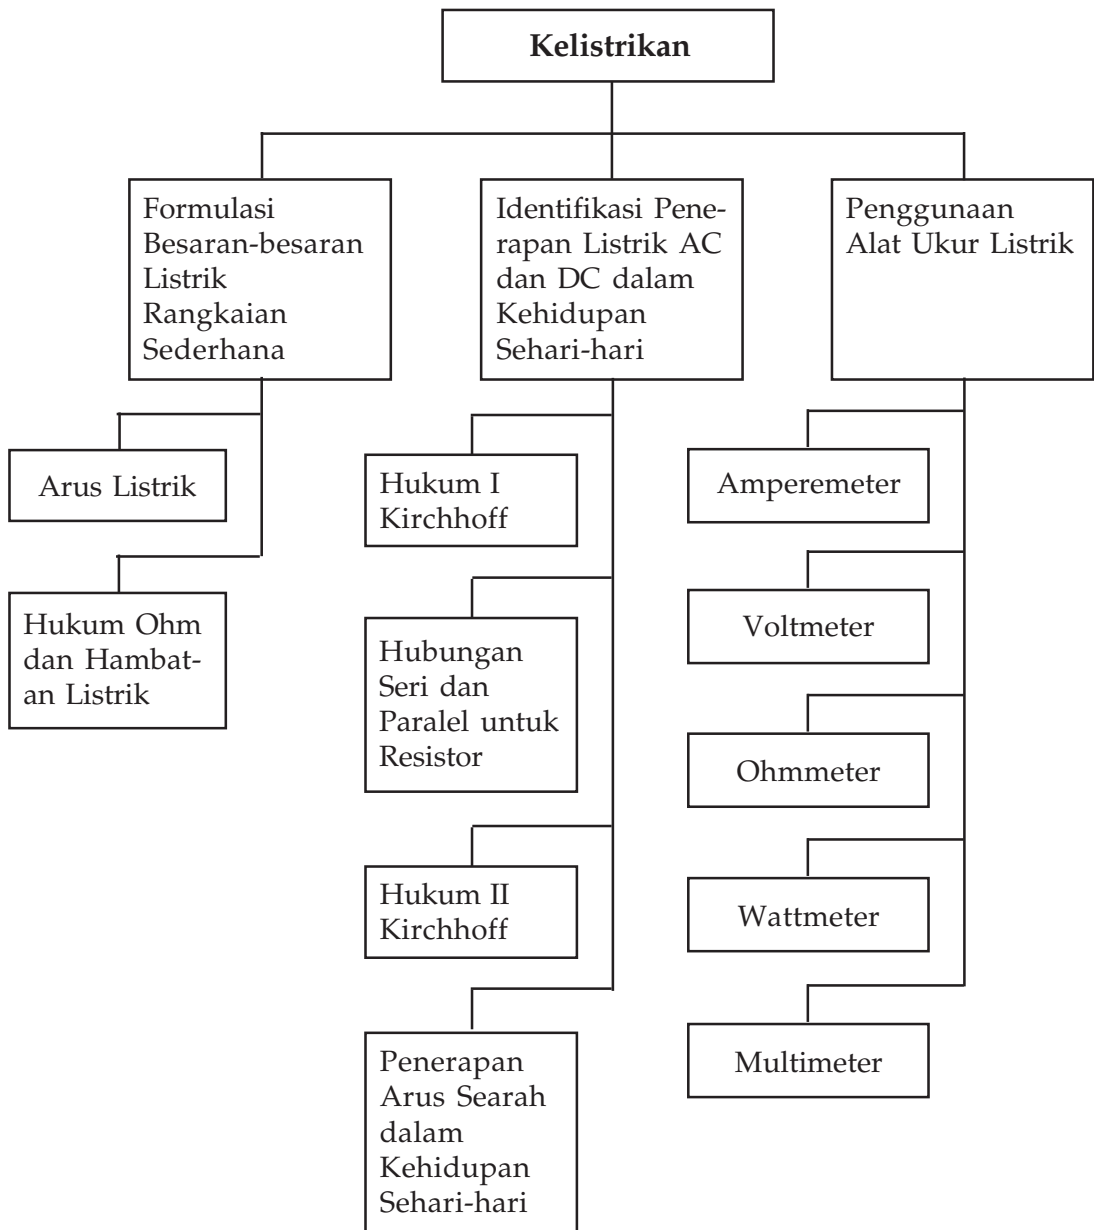 Kelistrikan
Formulasi
Besaran-besaran
Listrik
Rangkaian
Sederhana
Identifikasi Pene-
rapan Listrik AC
dan DC dalam
Kehidupan
Sehari-hari
Penggunaan
Alat Ukur Listrik
Arus Listrik
Hukum Ohm
dan Hambat-
an Listrik
Hukum I
Kirchhoff
Hubungan
Seri dan
Paralel untuk
Resistor
Hukum II
Kirchhoff
Penerapan
Arus Searah
dalam
Kehidupan
Sehari-hari
Amperemeter
Voltmeter
Ohmmeter
Wattmeter
Multimeter